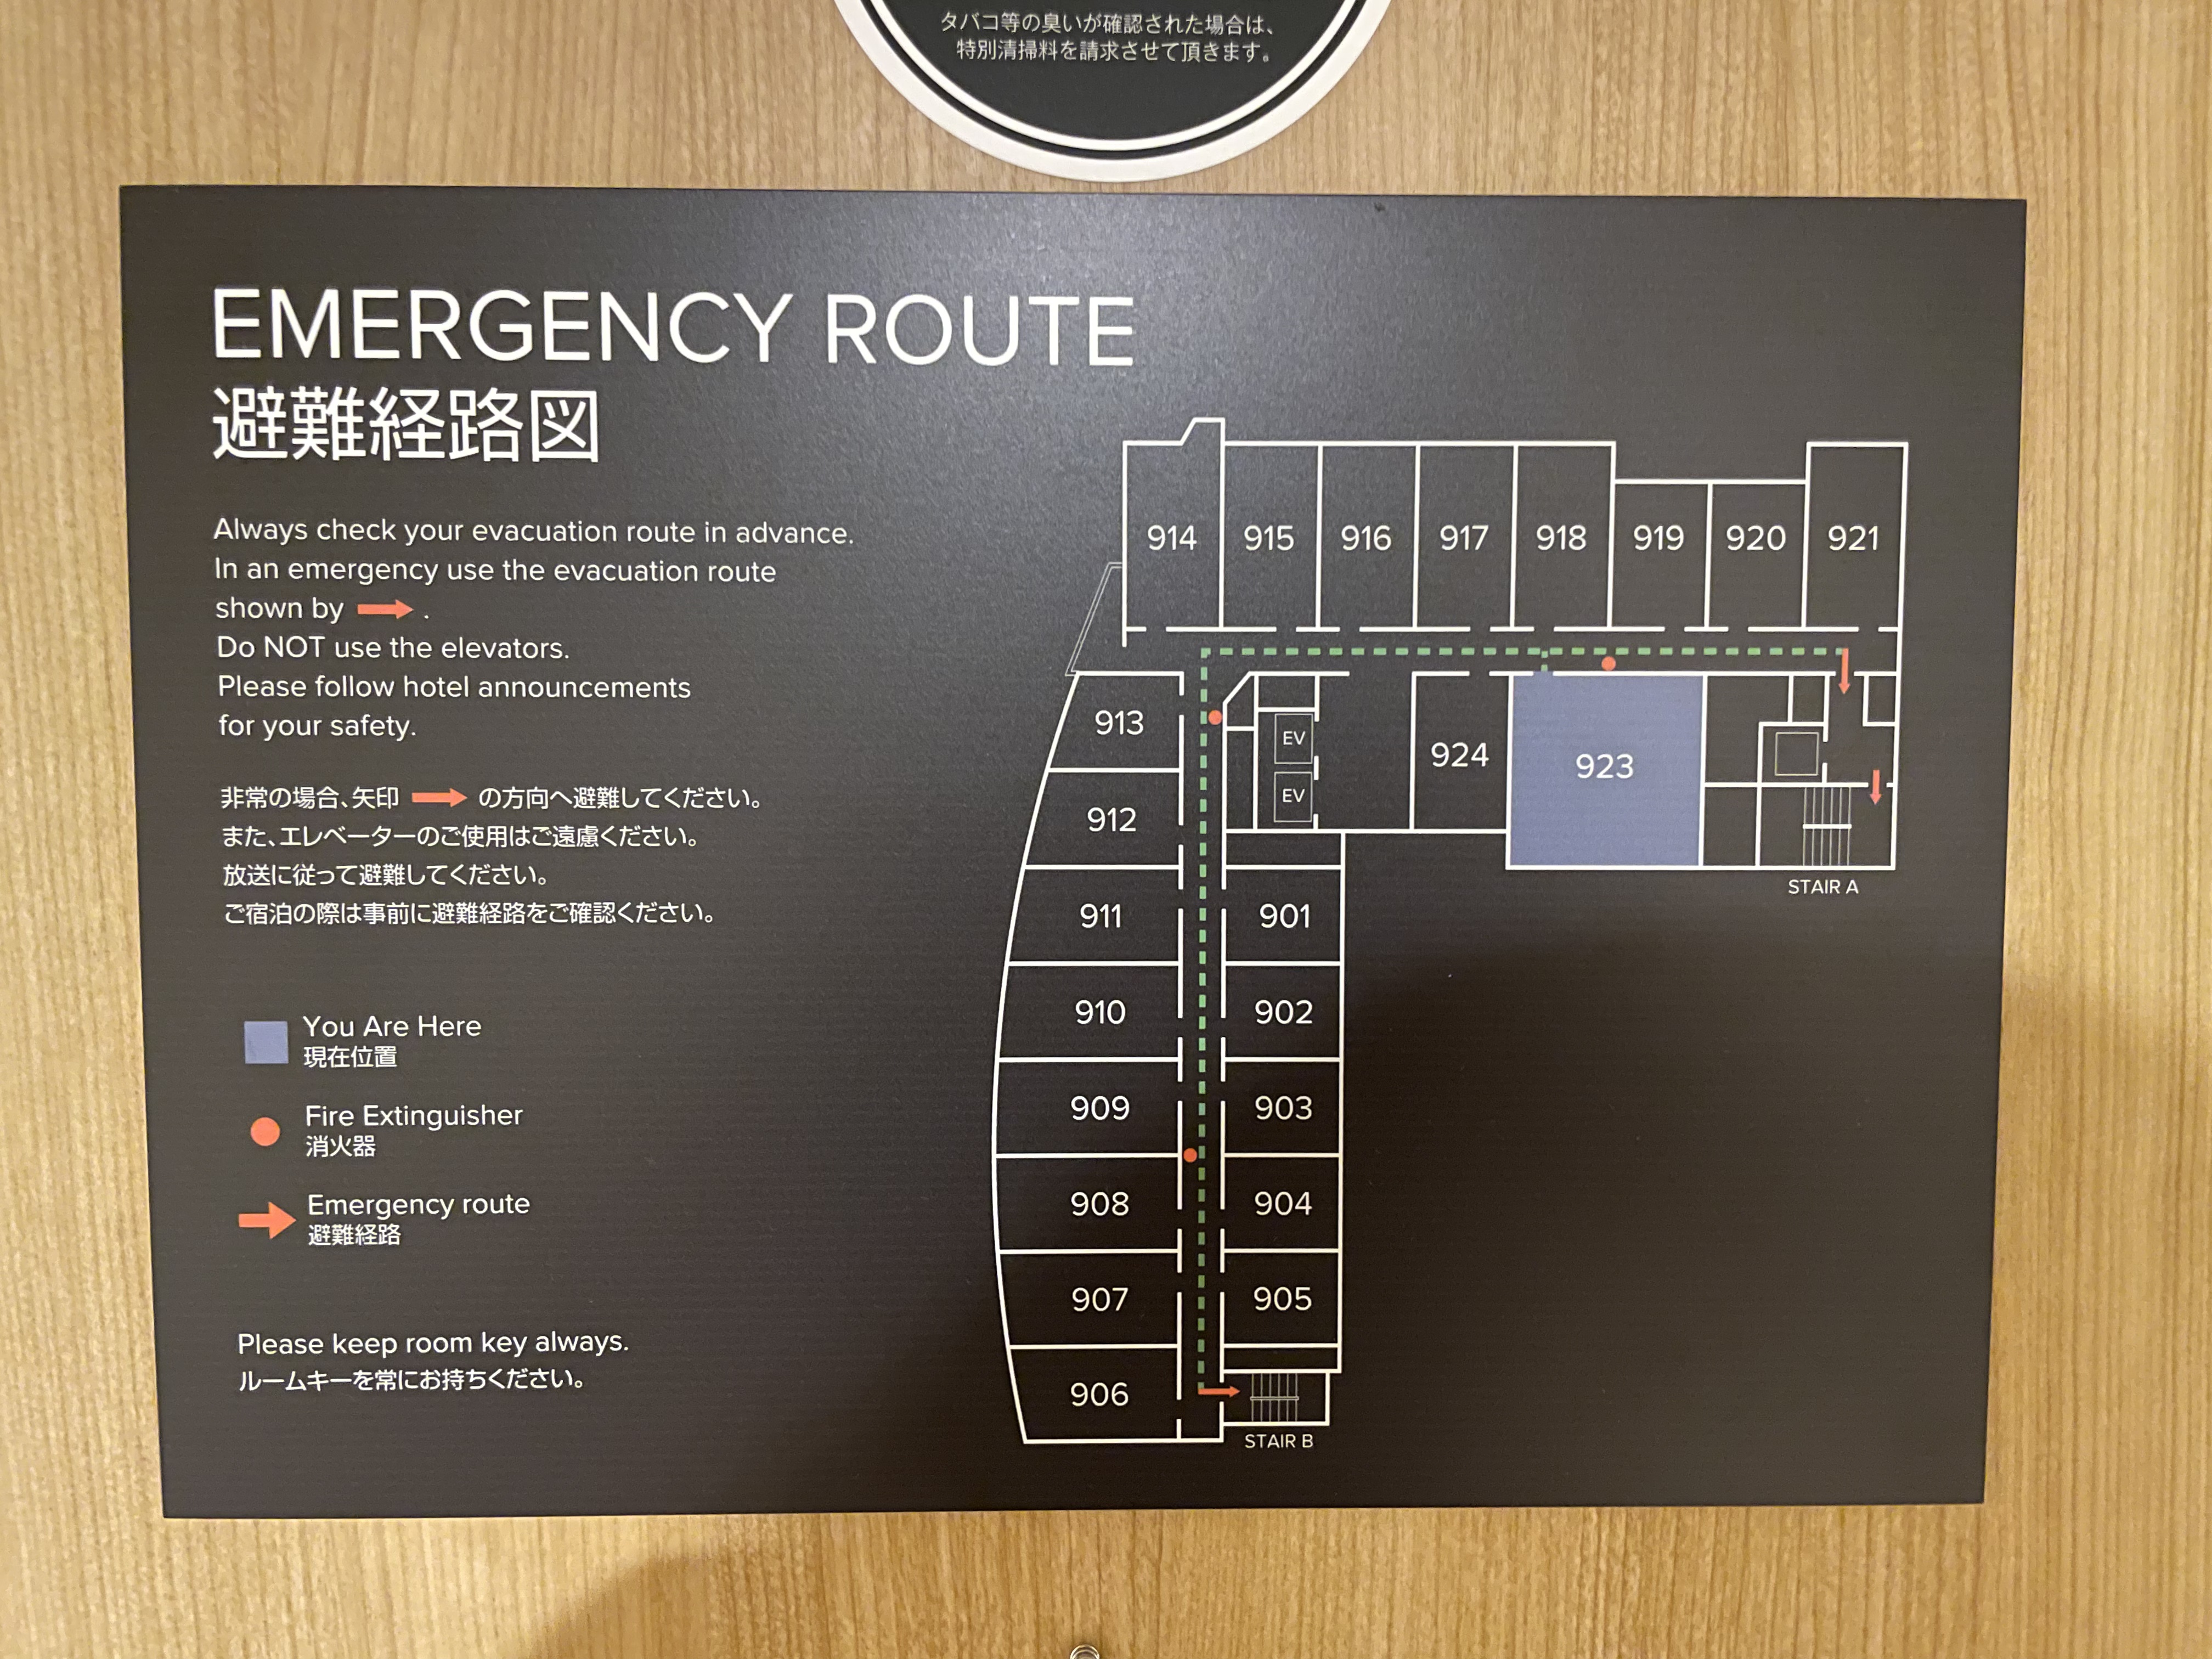 タバコ等の臭いが確認された場合は、
特別清掃料を請求させて頂きます。
EMERGENCY ROUTE
避難経路図
Always check your evacuation route in advance.
In an emergency use the evacuation route
shown by → .
Do NOT use the elevators.
Please follow hotel announcements
for your safety.
非常の場合、矢印 → の方向へ避難してください。
また、エレベーターのご使用はご遠慮ください。
放送に従って避難してください。
ご宿泊の際は事前に避難経路をご確認ください。
You Are Here
現在位置
Fire Extinguisher
消火器
Emergency route
避難経路
Please keep room key always.
ルームキーを常にお持ちください。
914 915 916 917 918 919 920 921
913
EV
EV
924
923
912
STAIR A
911
901
910
902
909
903
908
904
907
905
906
STAIR B